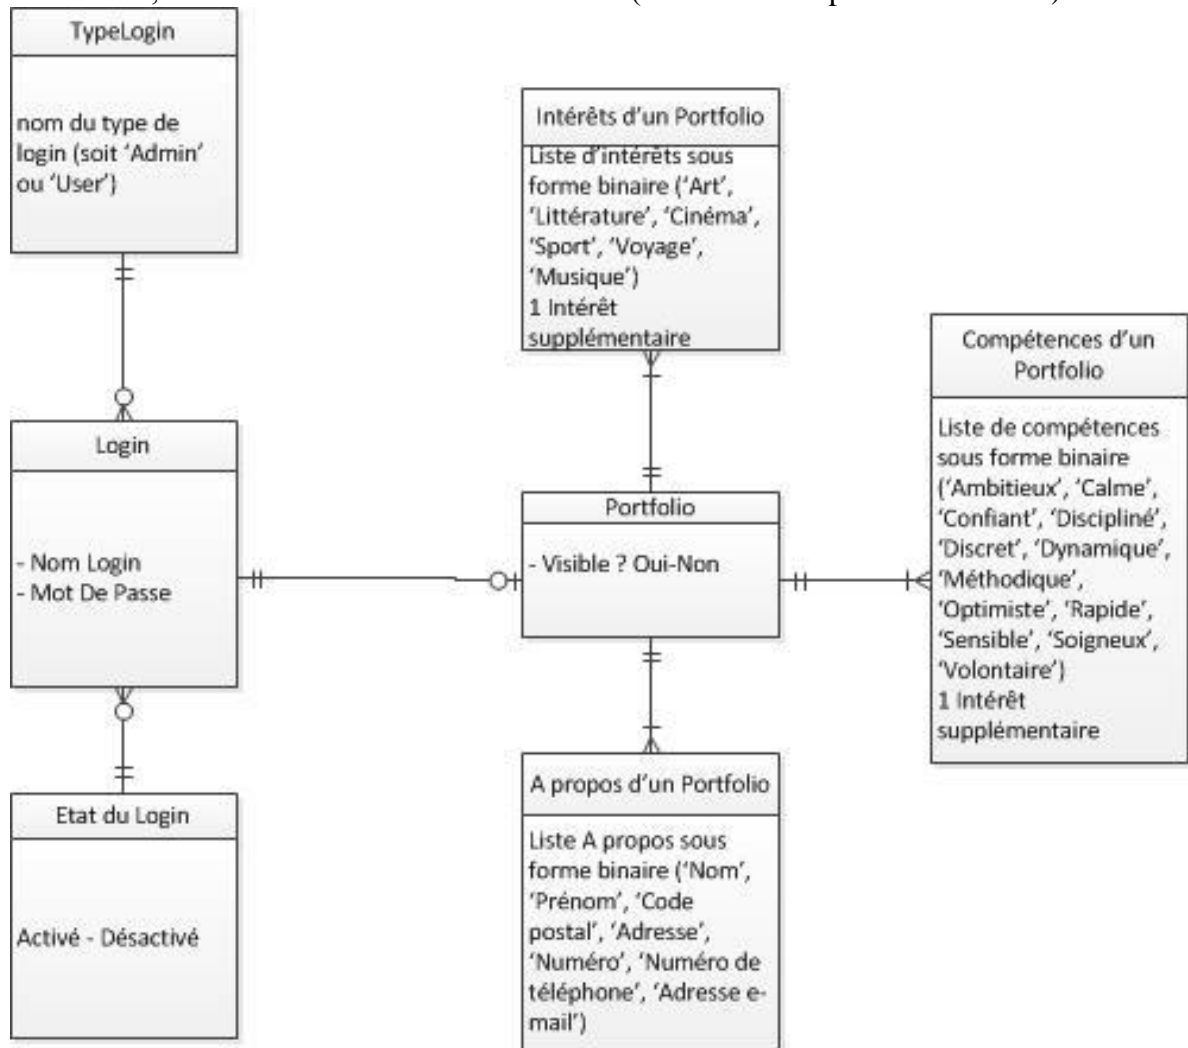 TypeLogin
nom du type de
login (soit ‘Admin’
ou ‘User’)
Intérêts d’un Portfolio
Liste d’intérêts sous
forme binaire (‘Art’,
‘Littérature’, ‘Cinéma’,
‘Sport’, ‘Voyage’,
‘Musique’)
1 Intérêt
supplémentaire
Compétences d’un
Portfolio
Liste de compétences
sous forme binaire
(‘Ambitieux’, ‘Calme’,
‘Confiant’, ‘Discipliné’,
‘Discret’, ‘Dynamique’,
‘Méthodique’,
‘Optimiste’, ‘Rapide’,
‘Sensible’, ‘Soigneux’,
‘Volontaire’)
1 Intérêt
supplémentaire
Login
- Nom Login
- Mot De Passe
Portfolio
- Visible ? Oui-Non
Etat du Login
Activé - Désactivé
A propos d’un Portfolio
Liste A propos sous
forme binaire (‘Nom’,
‘Prénom’, ‘Code
postal’, ‘Adresse’,
‘Numéro’, ‘Numéro de
téléphone’, ‘Adresse e-
mail’)